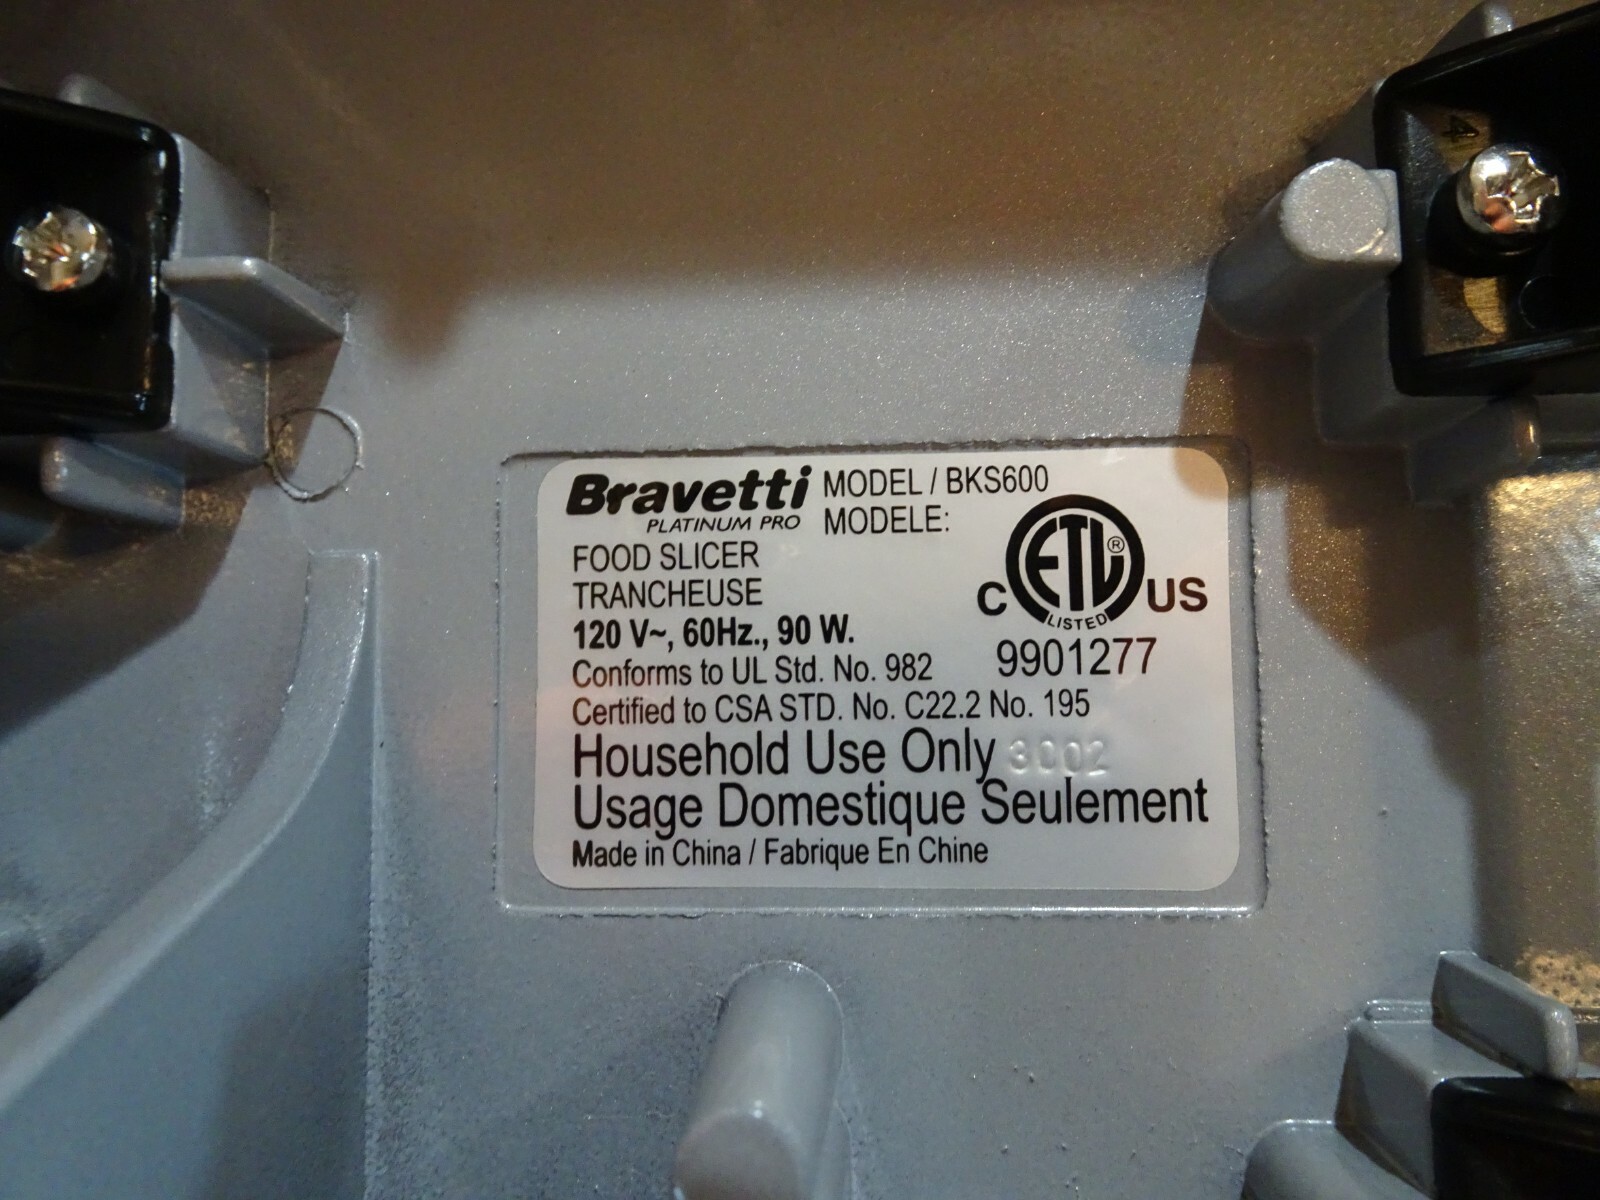 Bravetti MODEL / BKS600
PLATINUM PRO MODELE:
FOOD SLICER
TRANCHEUSE
120 V~, 60Hz., 90 W.
C ETL® US
LISTED
9901277
Conforms to UL Std. No. 982
Certified to CSA STD. No. C22.2 No. 195
Household Use Only 3002
Usage Domestique Seulement
Made in China / Fabrique En Chine